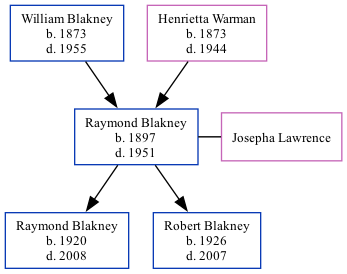 William Blakney
b. 1873
d. 1955
Henrietta Warman
b. 1873
d. 1944
Raymond Blakney
b. 1897
d. 1951
Josepha Lawrence
Raymond Blakney
b. 1920
d. 2008
Robert Blakney
b. 1926
d. 2007